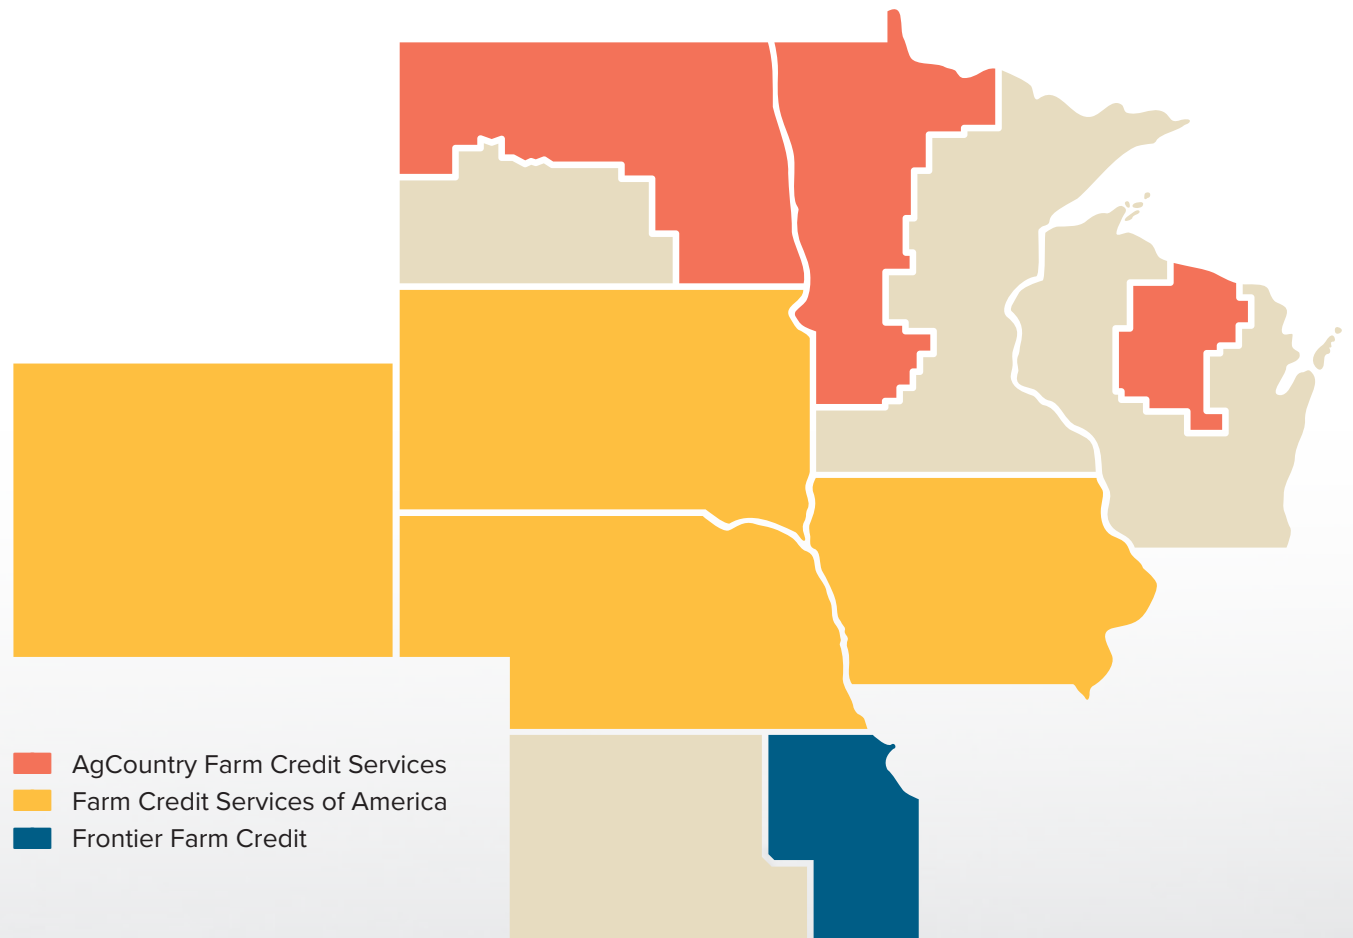 AgCountry Farm Credit Services
Farm Credit Services of America
Frontier Farm Credit